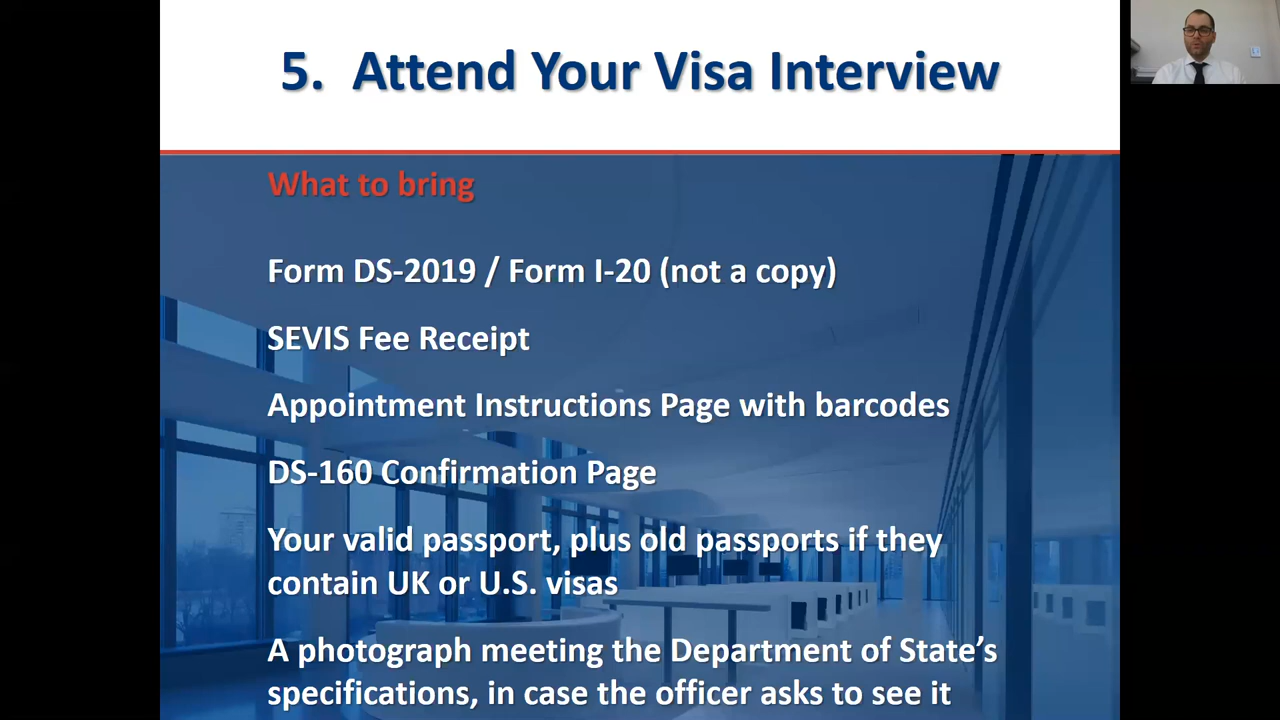 5. Attend Your Visa Interview
What to bring
Form DS-2019 / Form I-20 (not a copy)
SEVIS Fee Receipt
Appointment Instructions Page with barcodes
DS-160 Confirmation Page
Your valid passport, plus old passports if they
contain UK or U.S. visas
A photograph meeting the Department of State's
specifications, in case the officer asks to see it